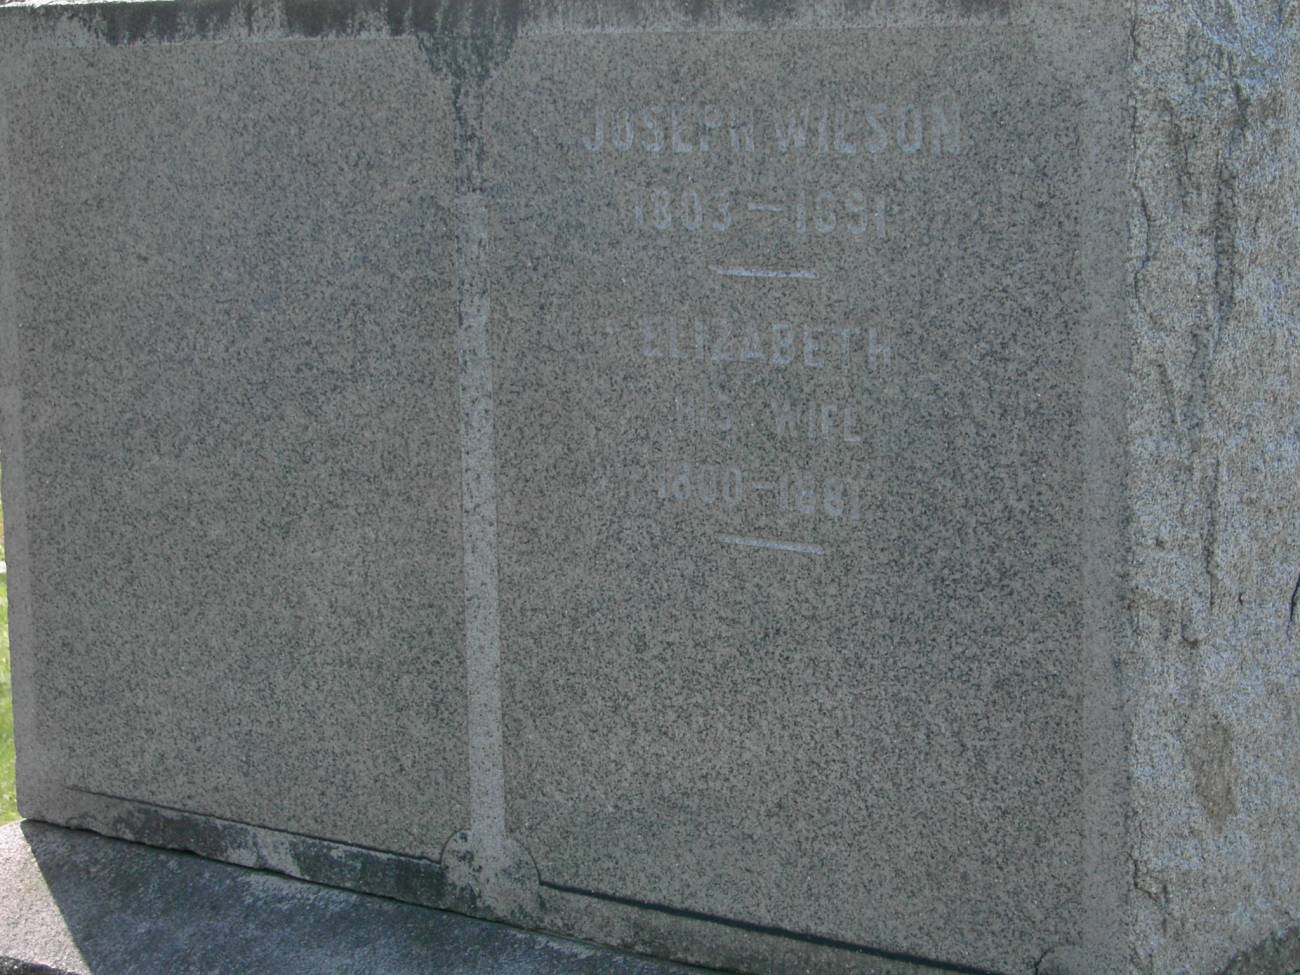 JOSEPH WILSON
1803—1891
ELIZABETH
HIS WIFE
1800—1881